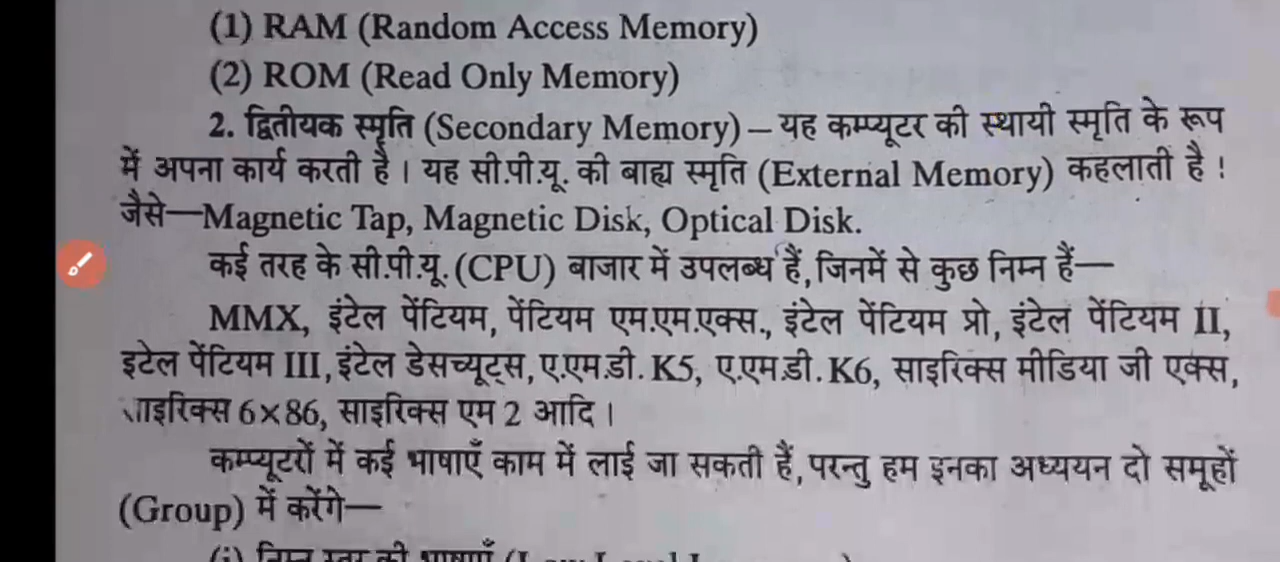 (1) RAM (Random Access Memory)
(2) ROM (Read Only Memory)
2. द्वितीयक स्मृति (Secondary Memory) – यह कम्प्यूटर की स्थायी स्मृति के रूप
में अपना कार्य करती है। यह सी.पी.यू. की बाह्य स्मृति (External Memory) कहलाती है !
जैसे—Magnetic Tap, Magnetic Disk, Optical Disk.
कई तरह के सी.पी.यू. (CPU) बाजार में उपलब्ध हैं, जिनमें से कुछ निम्न हैं—
MMX, इंटेल पेंटियम, पेंटियम एम.एम.एक्स., इंटेल पेंटियम प्रो, इंटेल पेंटियम II,
इटेल पेंटियम III, इंटेल डेसच्यूट्स, ए.एम.डी. K5, ए.एम.डी. K6, साइरिक्स मीडिया जी एक्स,
साइरिक्स 6×86, साइरिक्स एम 2 आदि।
कम्प्यूटरों में कई भाषाएँ काम में लाई जा सकती हैं, परन्तु हम इनका अध्ययन दो समूहों
(Group) में करेंगे—
(i) निम्न स्तर की भाषाएँ (Low Level